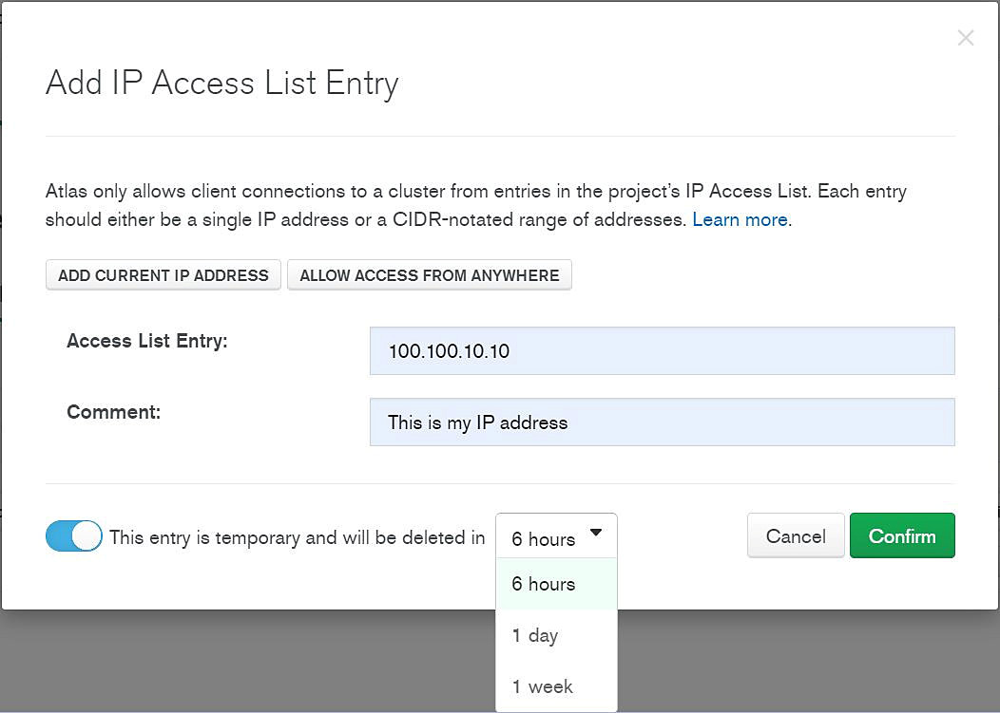 Add IP Access List Entry
Atlas only allows client connections to a cluster from entries in the project's IP Access List. Each entry
should either be a single IP address or a CIDR-notated range of addresses. Learn more.
ADD CURRENT IP ADDRESS ALLOW ACCESS FROM ANYWHERE
Access List Entry: 100.100.10.10
Comment: This is my IP address
This entry is temporary and will be deleted in 6 hours Cancel Confirm
6 hours
1 day
1 week